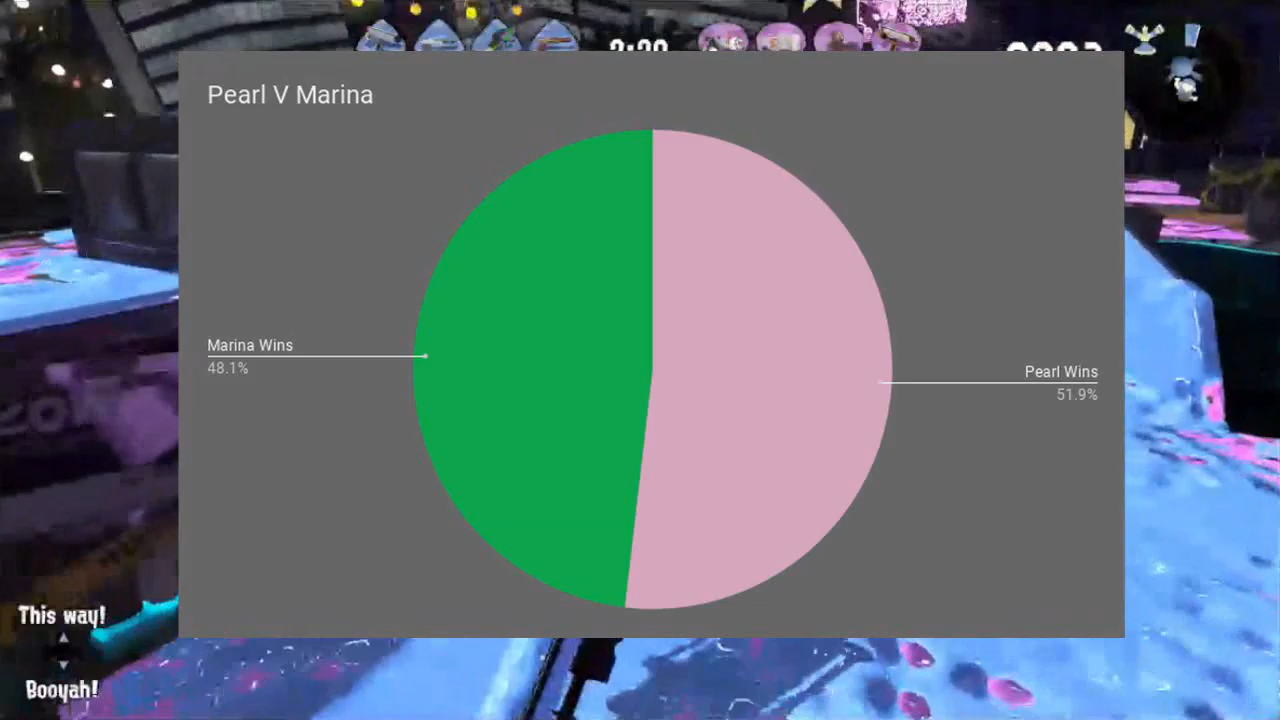 Pearl V Marina
Marina Wins
48.1%
Pearl Wins
51.9%
This way!
Booyah!